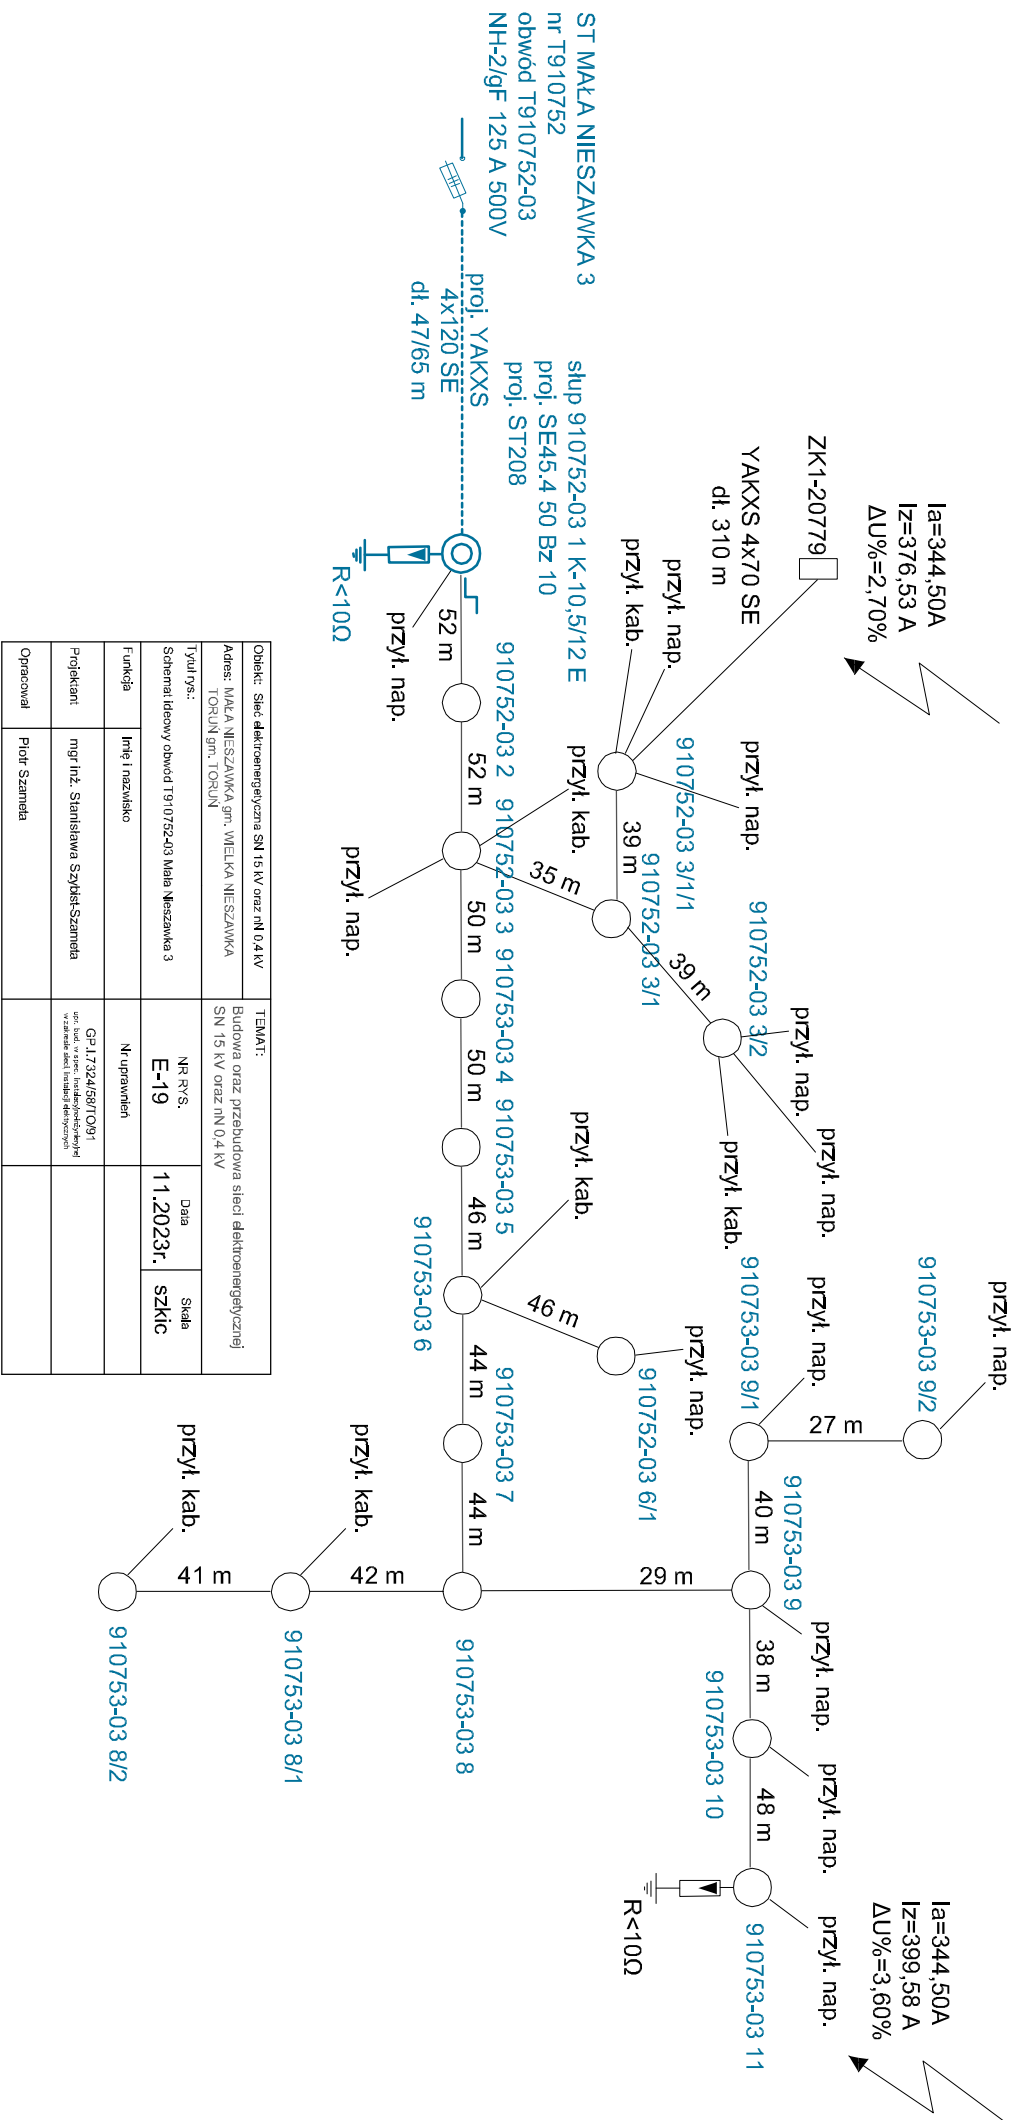 ST MAŁA NIESZAWKA 3
nr T910752
obwód T910752-03
NH-2/gF 125 A 500V
proj. YAKXS
4x120 SE
dł. 47/65 m
słup 910752-03 1 K-10,5/12 E
proj. SE45.4 50 Bz 10
proj. ST208
R<10Ω
przył. nap.
52 m
910752-03 2
52 m
910752-03 3
przył. kab.
przył. nap.
50 m
910753-03 4
50 m
910753-03 5
46 m
910753-03 6
przył. kab.
46 m
910752-03 6/1
przył. nap.
44 m
910753-03 7
44 m
910753-03 8
42 m
910753-03 8/1
przył. kab.
41 m
910753-03 8/2
przył. kab.
35 m
910752-03 3/1
39 m
910752-03 3/1/1
przył. nap.
przył. nap.
przył. kab.
YAKXS 4x70 SE
dł. 310 m
ZK1-20779
Ia=344,50A
Iz=376,53 A
ΔU%=2,70%
39 m
910752-03 3/2
przył. nap.
przył. nap.
przył. kab.
29 m
910753-03 9
przył. nap.
40 m
910753-03 9/1
przył. nap.
27 m
910753-03 9/2
przył. nap.
38 m
910753-03 10
przył. nap.
48 m
910753-03 11
przył. nap.
R<10Ω
Ia=344,50A
Iz=399,58 A
ΔU%=3,60%
Obiekt: Sieć elektroenergetyczna SN 15 kV oraz nN 0,4 kV
Adres: MAŁA NIESZAWKA gm. WIELKA NIESZAWKA
TORUŃ gm. TORUŃ
TEMAT:
Budowa oraz przebudowa sieci elektroenergetycznej
SN 15 kV oraz nN 0,4 kV
Tytuł rys.:
Schemat ideowy obwód T910752-03 Mała Nieszawka 3
NR RYS.
E-19
Data
11.2023r.
Skala
szkic
Funkcja
Imię i nazwisko
Nr uprawnień
Projektant
mgr inż. Stanisława Szybist-Szameta
GP.I.7324/58/TO/91
upr. bud. w spec. instalacyjno-inżynieryjnej
w zakresie sieci, instalacji elektrycznych
Opracował
Piotr Szameta